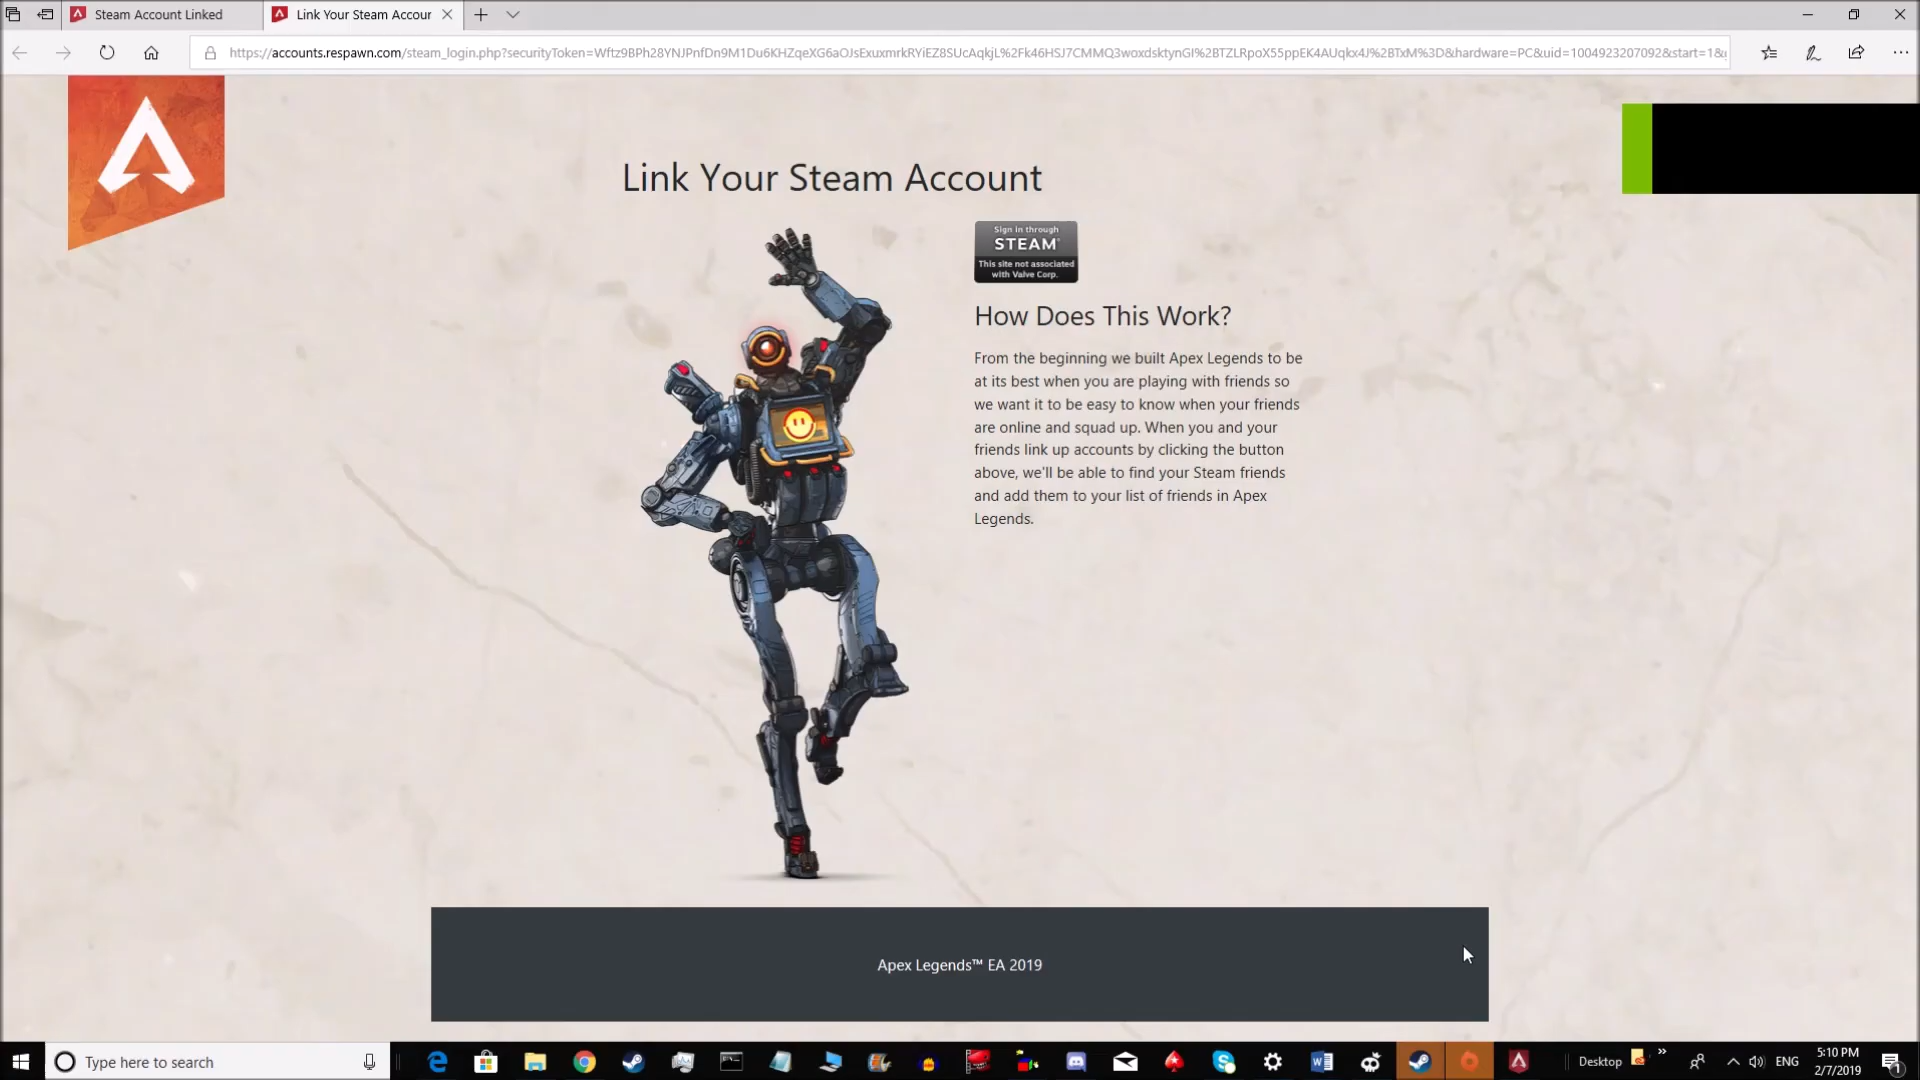 Steam Account Linked
Link Your Steam Accour
https://accounts.respawn.com/steam_login.php?securityToken=Wftz9BPh28YNJPnfDn9M1Du6KHZqeXG6aOJsExuxmrkRYiEZ8SUcAqkjL%2Fk46HSJ7CMMQ3woxdsktynGI%2BTZLRpoX55ppEK4AUqkx4J%2BTxM%3D&hardware=PC&uid=1004923207092&start=1&
Link Your Steam Account
Sign in through
STEAM
This site not associated
with Valve Corp.
How Does This Work?
From the beginning we built Apex Legends to be
at its best when you are playing with friends so
we want it to be easy to know when your friends
are online and squad up. When you and your
friends link up accounts by clicking the button
above, we'll be able to find your Steam friends
and add them to your list of friends in Apex
Legends.
Apex Legends™ EA 2019
Type here to search
Desktop
ENG
5:10 PM
2/7/2019
1